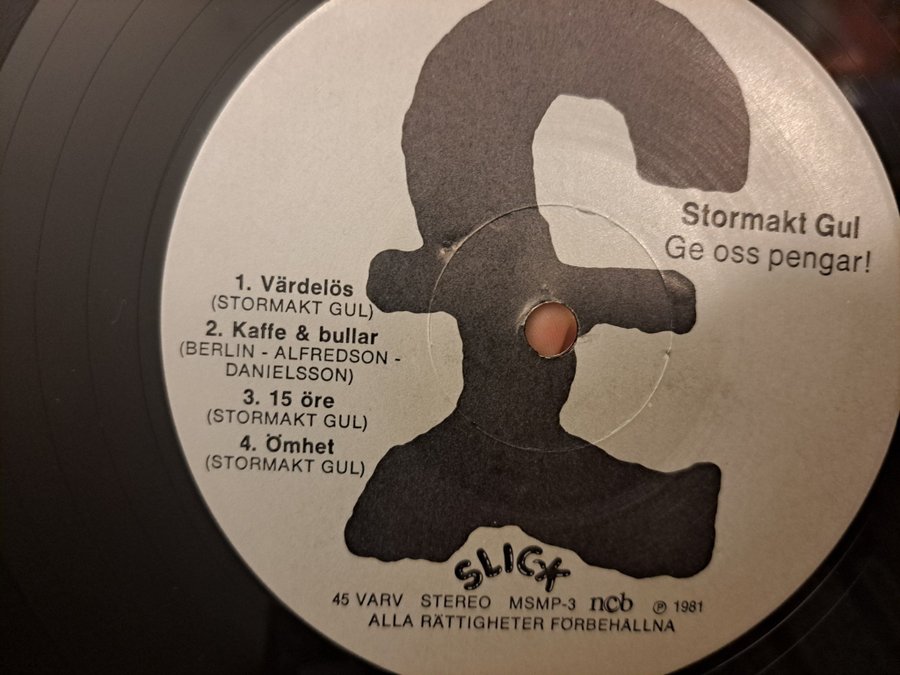 Stormakt Gul
Ge oss pengar!
1. Värdelös
(STORMAKT GUL)
2. Kaffe & bullar
(BERLIN - ALFREDSON -
DANIELSSON)
3. 15 öre
(STORMAKT GUL)
4. Ömhet
(STORMAKT GUL)
SLICK
45 VARV STEREO MSMP-3 ncb ℗ 1981
ALLA RÄTTIGHETER FÖRBEHÅLLNA